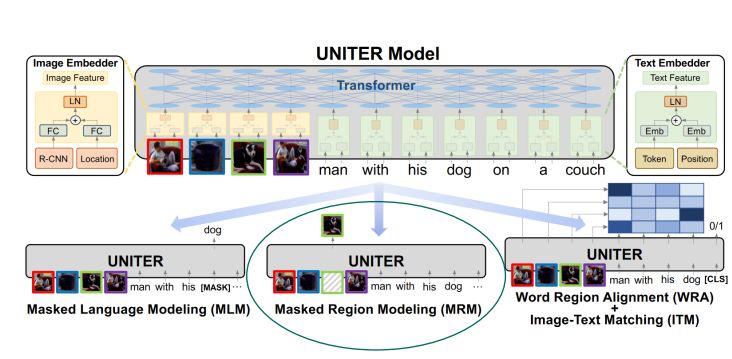 UNITER Model
Image Embedder
Image Feature
LN
FC
FC
R-CNN
Location
Transformer
man with his dog on a couch
Text Embedder
Text Feature
LN
Emb
Emb
Token
Position
dog
UNITER
man with his [MASK] ...
Masked Language Modeling (MLM)
UNITER
man with his dog ...
Masked Region Modeling (MRM)
0/1
UNITER
man with his dog [CLS]
Word Region Alignment (WRA)
+
Image-Text Matching (ITM)